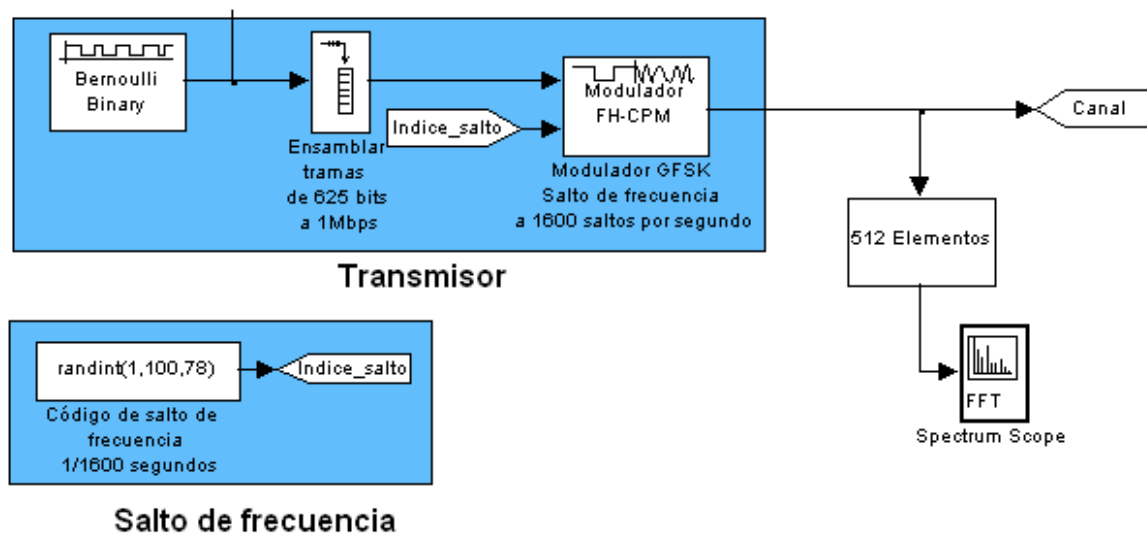 Bernoulli
Binary
Ensamblar
tramas
de 625 bits
a 1Mbps
Indice_salto
Modulador
FH-CPM
Modulador GFSK
Salto de frecuencia
a 1600 saltos por segundo
Canal
512 Elementos
FFT
Spectrum Scope
Transmisor
randint(1,100,78)
Indice_salto
Código de salto de
frecuencia
1/1600 segundos
Salto de frecuencia